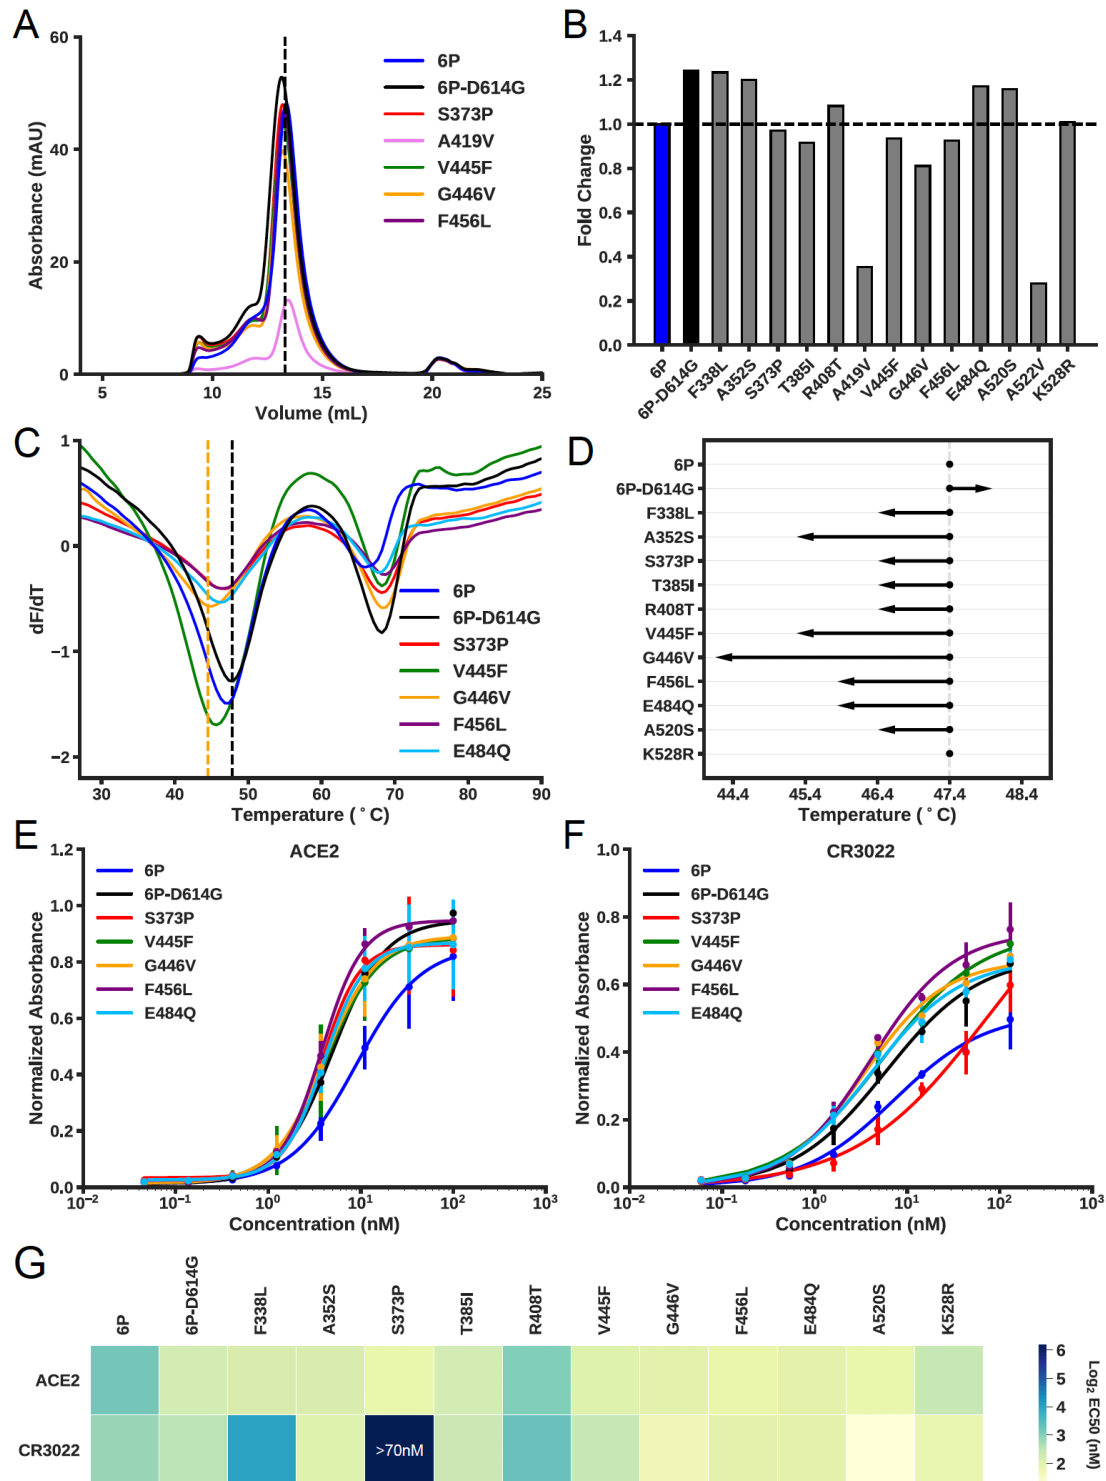 A
60
40
20
0
Absorbance (mAU)
5
10
15
20
25
Volume (mL)
6P
6P-D614G
S373P
A419V
V445F
G446V
F456L
B
1.4
1.2
1.0
0.8
0.6
0.4
0.2
0.0
Fold Change
6P
6P-D614G
F338L
A352S
S373P
T385I
R408T
A419V
V445F
G446V
F456L
E484Q
A520S
A522V
K528R
C
1
0
−1
−2
dF/dT
30
40
50
60
70
80
90
Temperature (°C)
6P
6P-D614G
S373P
V445F
G446V
F456L
E484Q
D
6P
6P-D614G
F338L
A352S
S373P
T385I
R408T
V445F
G446V
F456L
E484Q
A520S
K528R
44.4
45.4
46.4
47.4
48.4
Temperature (°C)
E
ACE2
1.2
1.0
0.8
0.6
0.4
0.2
0.0
Normalized Absorbance
6P
6P-D614G
S373P
V445F
G446V
F456L
E484Q
10⁻²
10⁻¹
10⁰
10¹
10²
10³
Concentration (nM)
F
CR3022
1.0
0.8
0.6
0.4
0.2
0.0
Normalized Absorbance
6P
6P-D614G
S373P
V445F
G446V
F456L
E484Q
10⁻²
10⁻¹
10⁰
10¹
10²
10³
Concentration (nM)
G
6P
6P-D614G
F338L
A352S
S373P
T385I
R408T
V445F
G446V
F456L
E484Q
A520S
K528R
ACE2
CR3022
>70nM
6
5
4
3
2
Log₂ EC50 (nM)